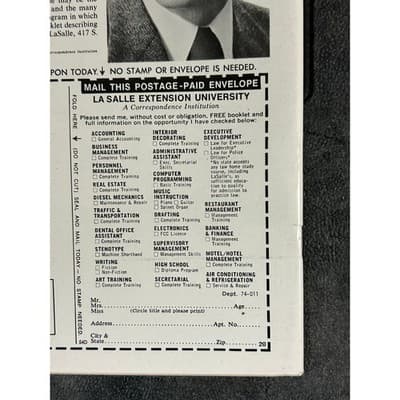 may be the
and the many
ogram in which
klet describing
LaSalle, 417 S.
rrespondence Institution
PON TODAY. NO STAMP OR ENVELOPE IS NEEDED.
MAIL THIS POSTAGE-PAID ENVELOPE
LA SALLE EXTENSION UNIVERSITY
A Correspondence Institution
Please send me, without cost or obligation, FREE booklet and
full information on the opportunity I have checked below:
ACCOUNTING
General Accounting
BUSINESS
MANAGEMENT
Complete Training
PERSONNEL
MANAGEMENT
Complete Training
REAL ESTATE
Complete Training
DIESEL MECHANICS
Maintenance & Repair
TRAFFIC &
TRANSPORTATION
Complete Training
DENTAL OFFICE
ASSISTANT
Complete Training
STENOTYPE
Machine Shorthand
WRITING
Fiction
Non-Fiction
ART TRAINING
Complete Training
INTERIOR
DECORATING
Complete Training
ADMINISTRATIVE
ASSISTANT
Exec. Secretarial
Skills
COMPUTER
PROGRAMMING
Basic Training
MUSIC
INSTRUCTION
Piano Guitar
Spinet Organ
DRAFTING
Complete Training
ELECTRONICS
FCC Licence
SUPERVISORY
MANAGEMENT
Management Skills
HIGH SCHOOL
Diploma Program
SECRETARIAL
Complete Training
EXECUTIVE
DEVELOPMENT
Law for Executive
Leadership*
Law for Police
Officers*
*No state accepts
any law home study
course, including
LaSalle's, as
sufficient educa-
tion to qualify
for admission to
practice law.
RESTAURANT
MANAGEMENT
Management
Training
BANKING
& FINANCE
Management
Training
MOTEL/HOTEL
MANAGEMENT
Complete Training
AIR CONDITIONING
& REFRIGERATION
Service & Repair
Dept. 74-011
Mr.
Mrs. Age
Miss (Circle title and please print)
Address Apt. No.
City &
State Zip 26
FOLD HERE
(DO NOT CUT) SEAL AND MAIL TODAY - NO STAMP NEEDED.